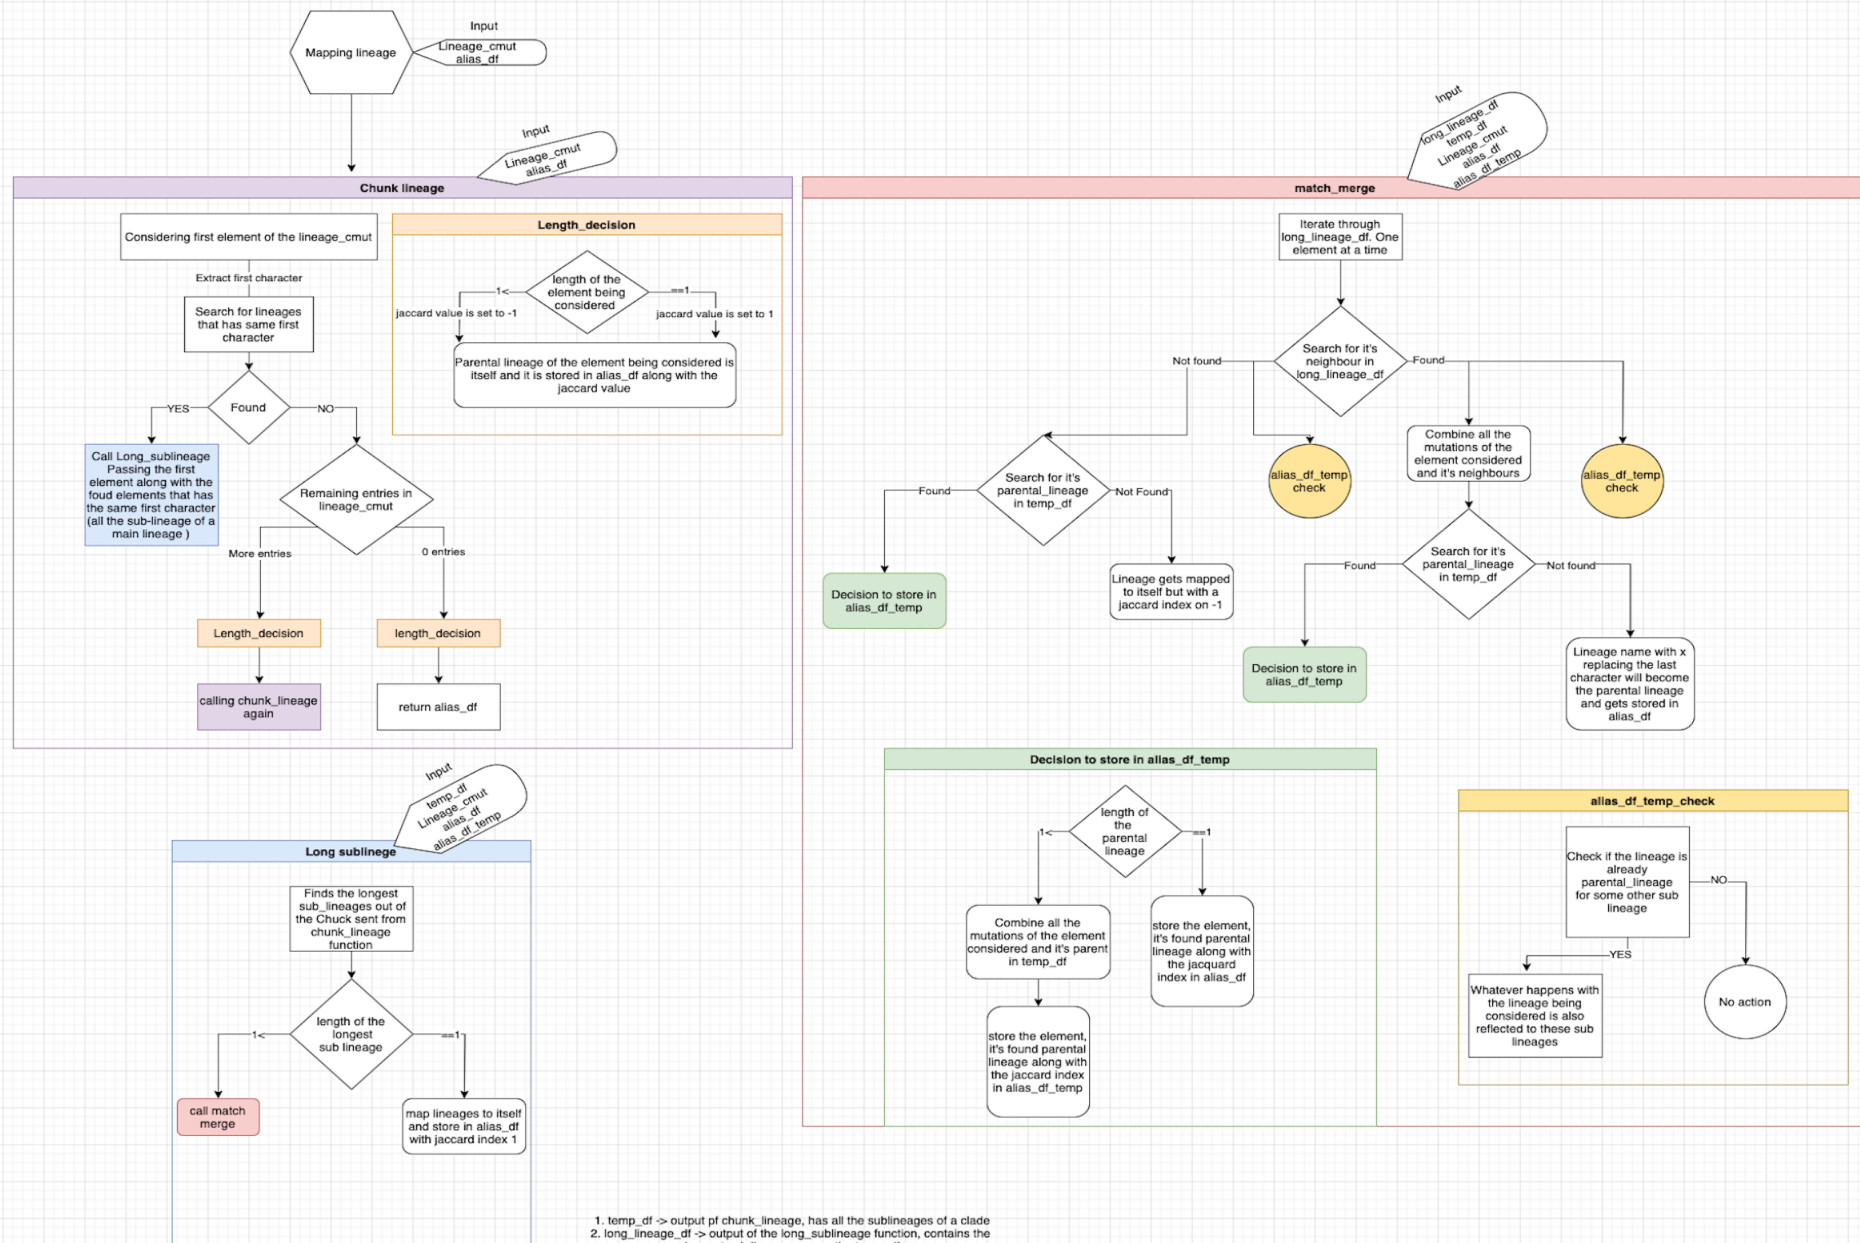 Mapping lineage
Input
Lineage_cmut
alias_df
Input
Lineage_cmut
alias_df
Chunk lineage
Considering first element of the lineage_cmut
Extract first character
Search for lineages
that has same first
character
Found
YES
NO
Call Long_sublineage
Passing the first
element along with the
foud elements that has
the same first character
(all the sub-lineage of a
main lineage )
Remaining entries in
lineage_cmut
More entries
0 entries
Length_decision
length_decision
calling chunk_lineage
again
return alias_df
Length_decision
length of the
element being
considered
1<
==1
jaccard value is set to -1
jaccard value is set to 1
Parental lineage of the element being considered is
itself and it is stored in alias_df along with the
jaccard value
Input
temp_df
Lineage_cmut
alias_df
alias_df_temp
Long sublinege
Finds the longest
sub_lineages out of
the Chuck sent from
chunk_lineage
function
length of the
longest
sub lineage
1<
==1
call match
merge
map lineages to itself
and store in alias_df
with jaccard index 1
Input
long_lineage_df
temp_df
Lineage_cmut
alias_df
alias_df_temp
match_merge
Iterate through
long_lineage_df. One
element at a time
Search for it's
neighbour in
long_lineage_df
Not found
Found
Search for it's
parental_lineage
in temp_df
Found
Not Found
alias_df_temp
check
Combine all the
mutations of the
element considered
and it's neighbours
alias_df_temp
check
Decision to store in
alias_df_temp
Lineage gets mapped
to itself but with a
jaccard index on -1
Search for it's
parental_lineage
in temp_df
Found
Not found
Decision to store in
alias_df_temp
Lineage name with x
replacing the last
character will become
the parental lineage
and gets stored in
alias_df
Decision to store in alias_df_temp
length of
the
parental
lineage
1<
==1
Combine all the
mutations of the element
considered and it's parent
in temp_df
store the element,
it's found parental
lineage along with
the jacquard
index in alias_df
store the element,
it's found parental
lineage along with
the jaccard index
in alias_df_temp
alias_df_temp_check
Check if the lineage is
already
parental_lineage
for some other sub
lineage
NO
YES
Whatever happens with
the lineage being
considered is also
reflected to these sub
lineages
No action
1. temp_df -> output pf chunk_lineage, has all the sublineages of a clade
2. long_lineage_df -> output of the long_sublineage function, contains the